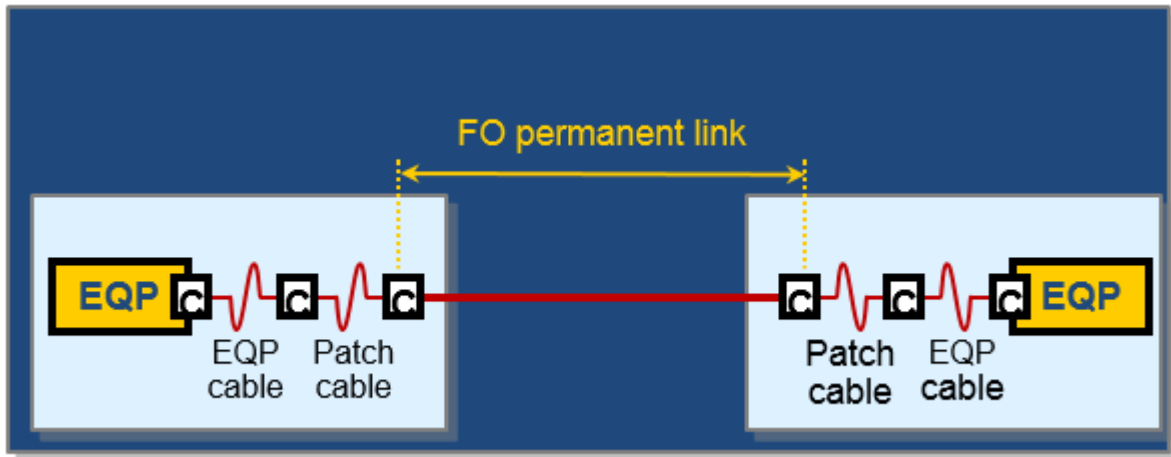 FO permanent link
EQP C C C C C C EQP
EQP Patch Patch EQP
cable cable cable cable